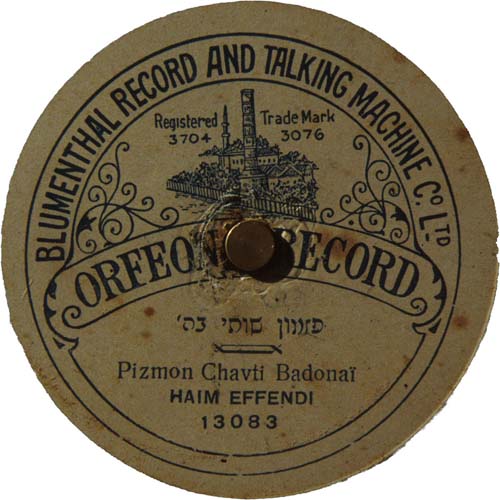 BLUMENTHAL RECORD AND TALKING MACHINE Co. LTD
Registered Trade Mark
3704 3076
ORFEON RECORD
פזמון שותי בה'
Pizmon Chavti Badonaï
HAIM EFFENDI
13083